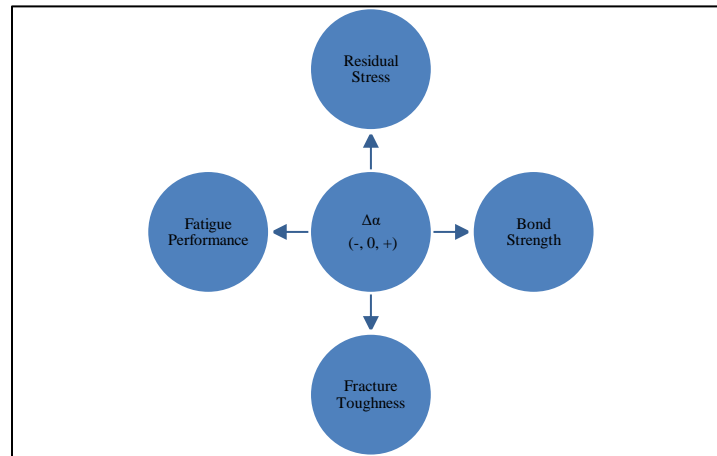 Residual
Stress
Fatigue
Performance
Δα
(-, 0, +)
Bond
Strength
Fracture
Toughness